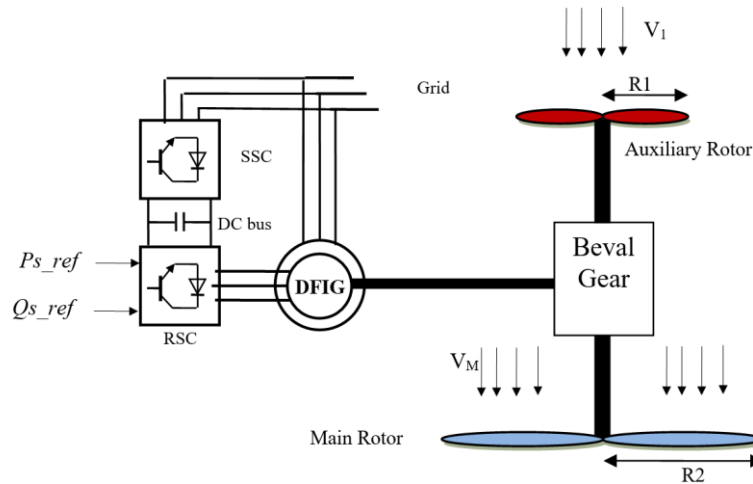 V1
R1
Grid
Auxiliary Rotor
SSC
DC bus
Beval
Gear
Ps_ref
DFIG
Qs_ref
RSC
VM
Main Rotor
R2